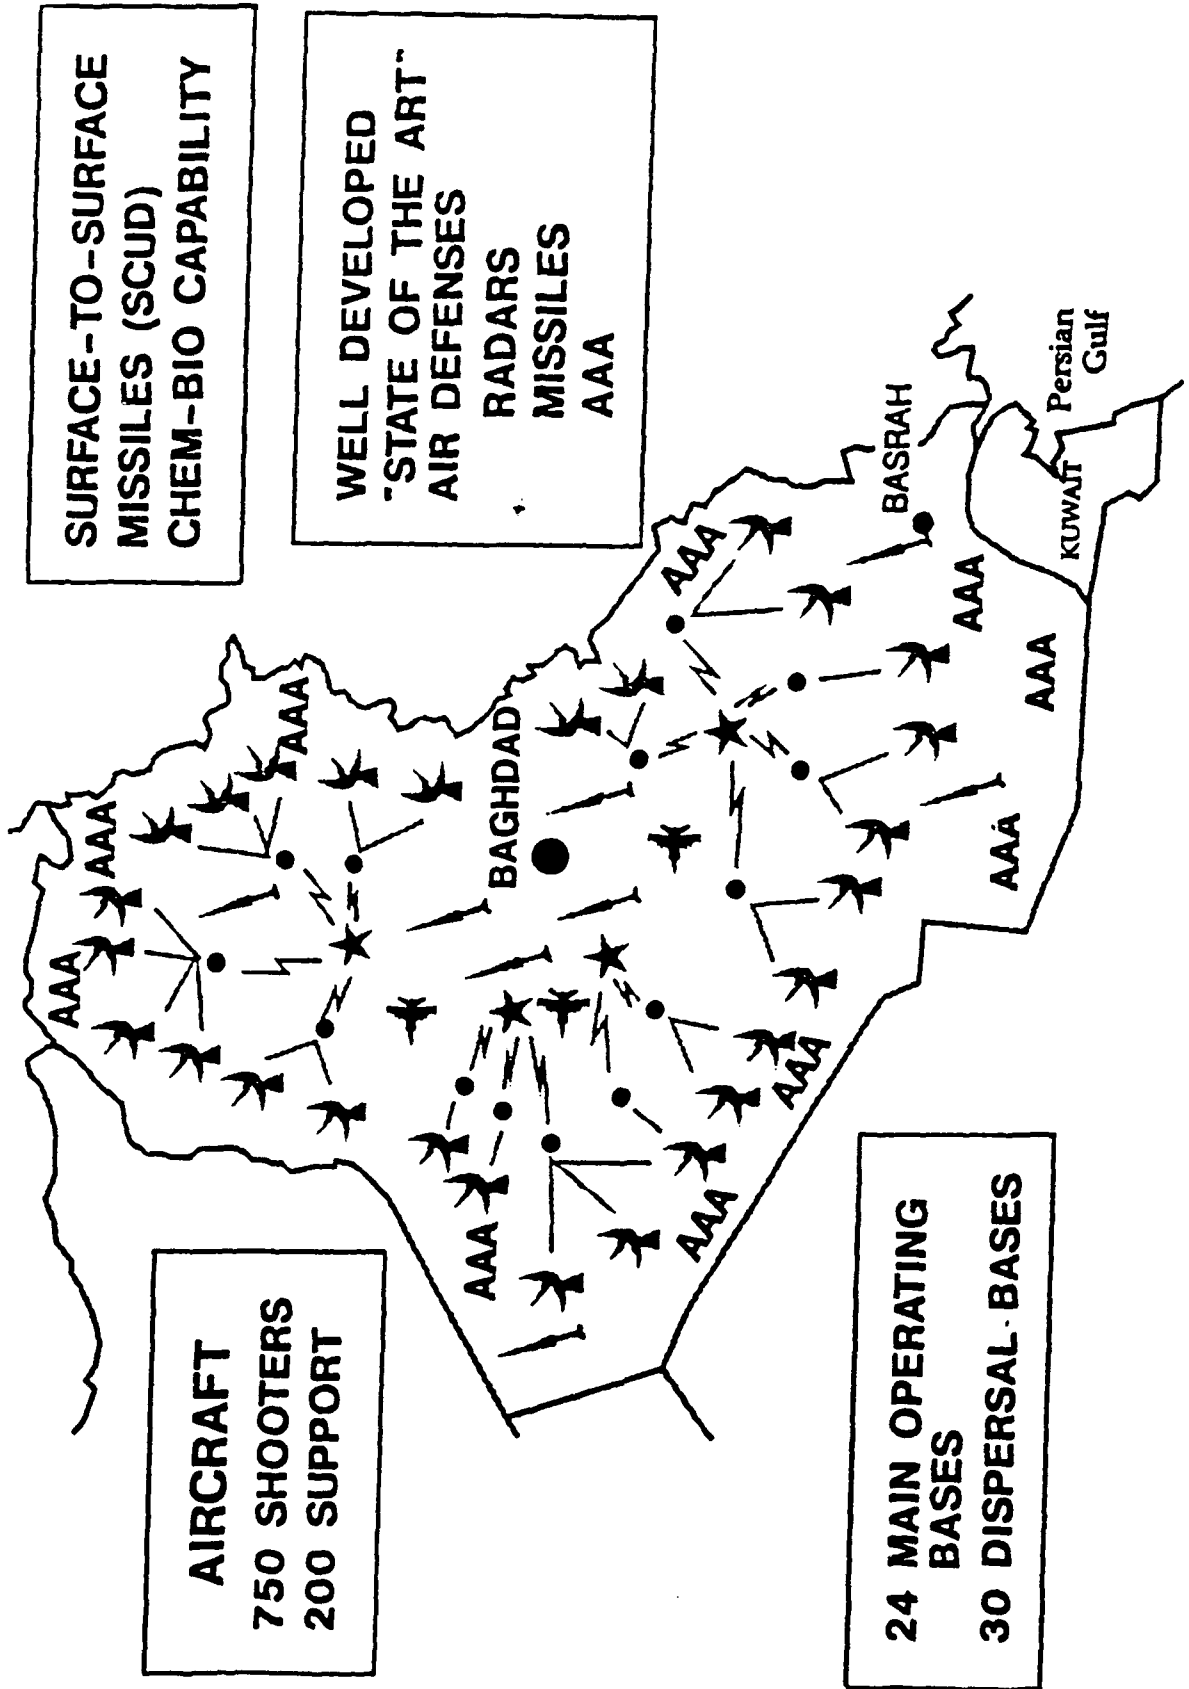 AIRCRAFT
750 SHOOTERS
200 SUPPORT
SURFACE-TO-SURFACE
MISSILES (SCUD)
CHEM-BIO CAPABILITY
WELL DEVELOPED
"STATE OF THE ART"
AIR DEFENSES
RADARS
MISSILES
AAA
24 MAIN OPERATING
BASES
30 DISPERSAL BASES
AAA
AAA
AAA
AAA
BAGHDAD
AAA
AAA
AAA
AAA
BASRAH
AAA
AAA
KUWAIT
Persian
Gulf